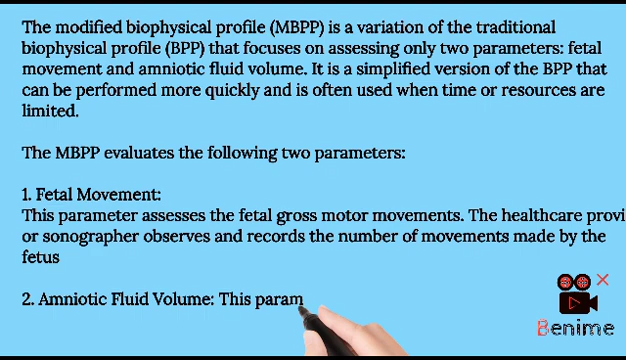 The modified biophysical profile (MBPP) is a variation of the traditional
biophysical profile (BPP) that focuses on assessing only two parameters: fetal
movement and amniotic fluid volume. It is a simplified version of the BPP that
can be performed more quickly and is often used when time or resources are
limited.
The MBPP evaluates the following two parameters:
1. Fetal Movement:
This parameter assesses the fetal gross motor movements. The healthcare provi
or sonographer observes and records the number of movements made by the
fetus
2. Amniotic Fluid Volume: This param
Benime